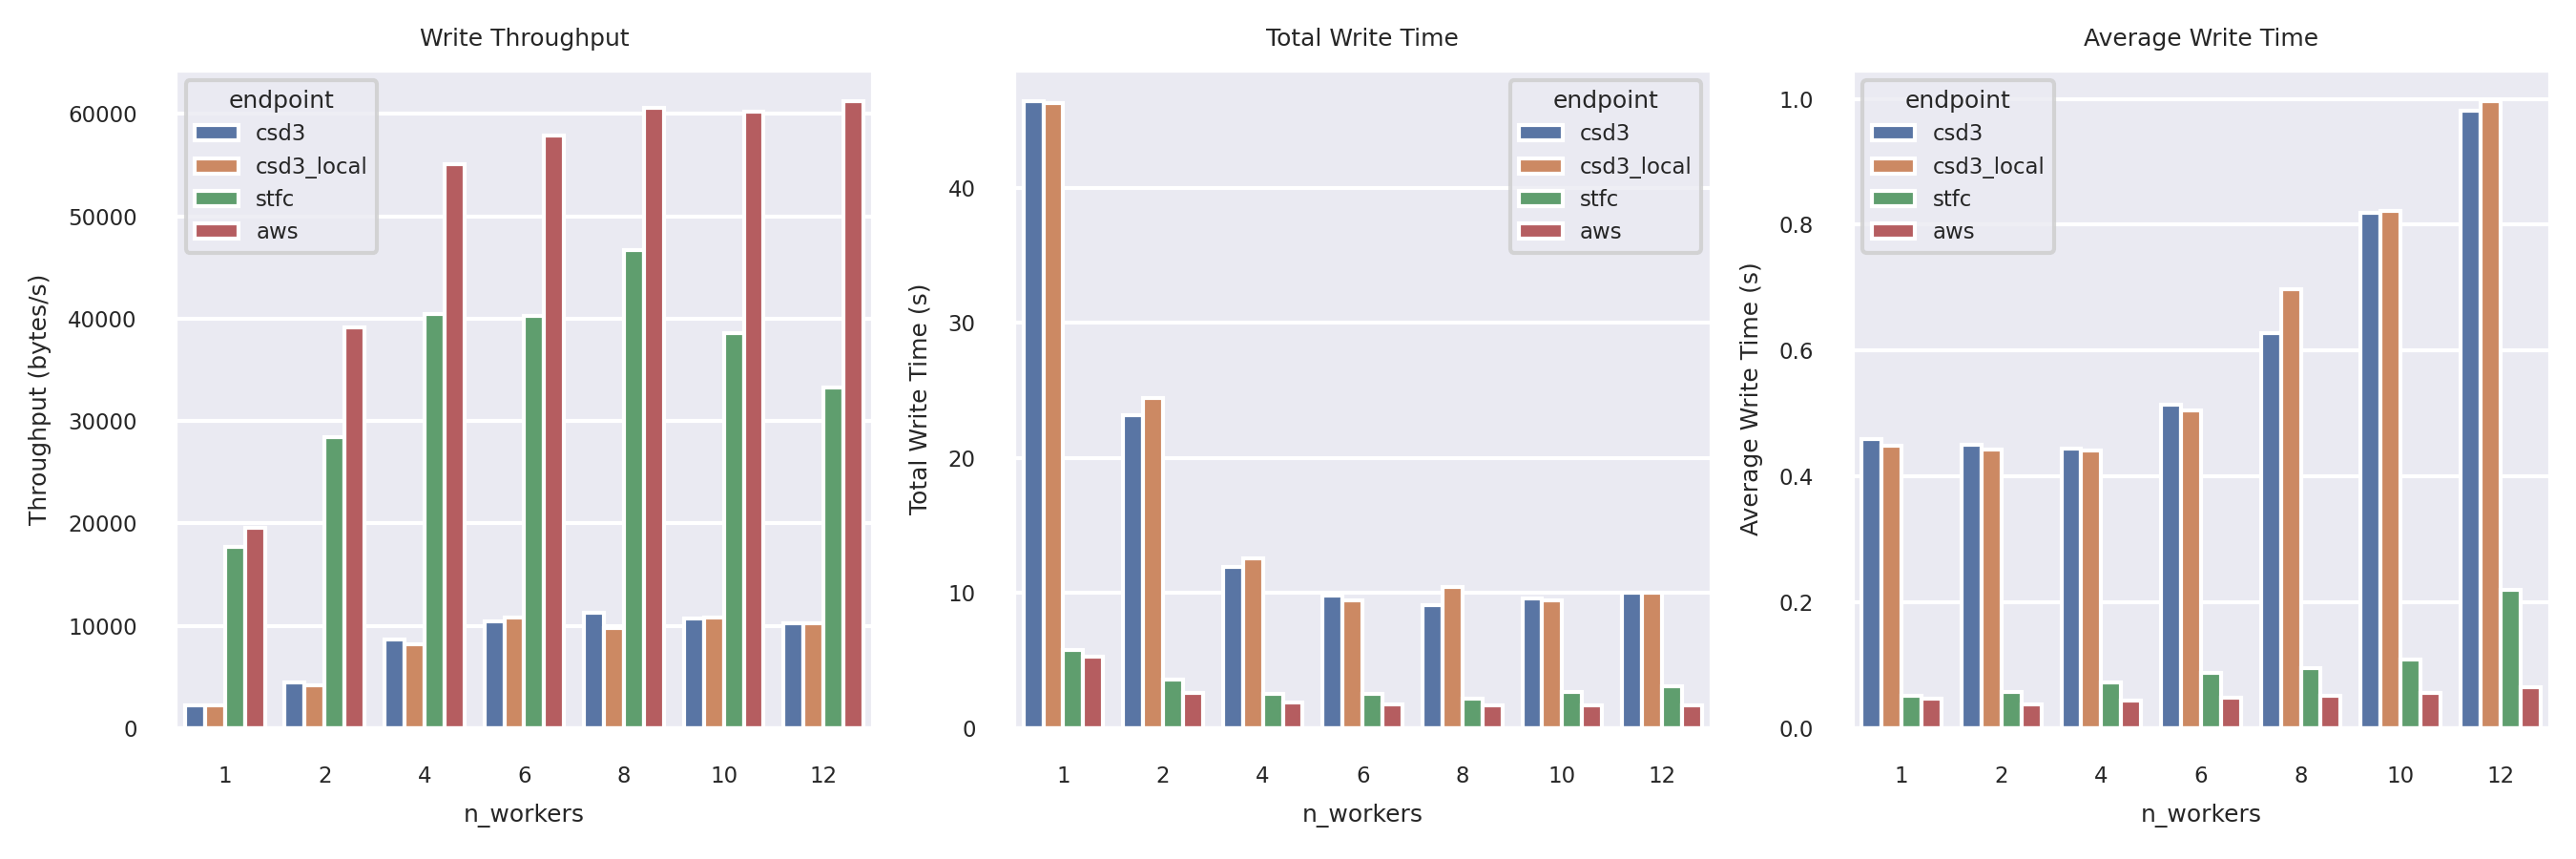 Write Throughput
endpoint
csd3
csd3_local
stfc
aws
60000
50000
40000
30000
20000
10000
0
Throughput (bytes/s)
1 2 4 6 8 10 12
n_workers
Total Write Time
endpoint
csd3
csd3_local
stfc
aws
40
30
20
10
0
Total Write Time (s)
1 2 4 6 8 10 12
n_workers
Average Write Time
endpoint
csd3
csd3_local
stfc
aws
1.0
0.8
0.6
0.4
0.2
0.0
Average Write Time (s)
1 2 4 6 8 10 12
n_workers